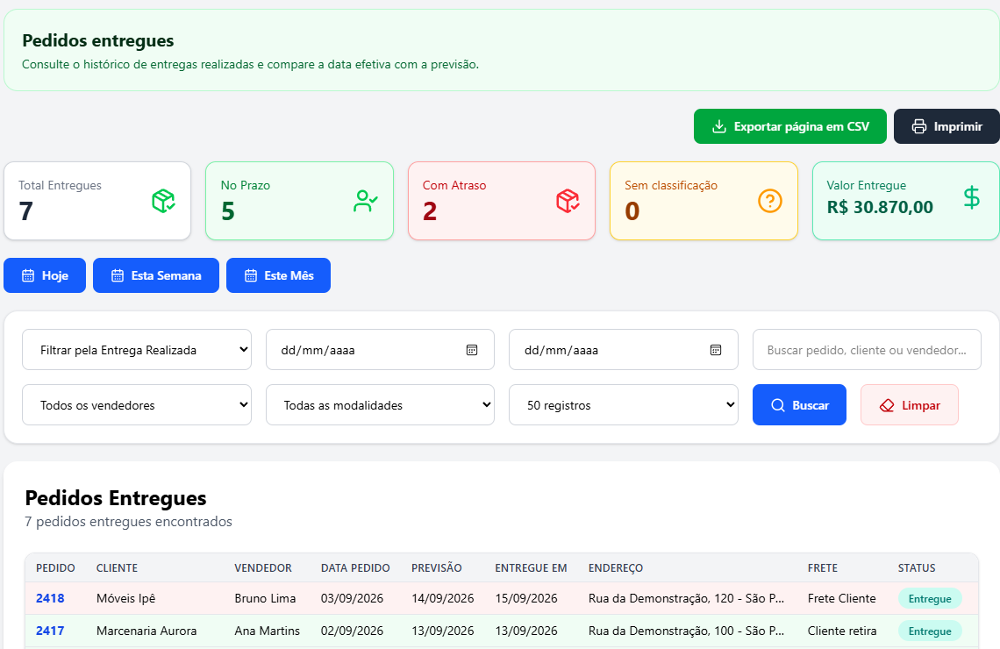 Pedidos entregues
Consulte o histórico de entregas realizadas e compare a data efetiva com a previsão.
Exportar página em CSV Imprimir
Total Entregues
7
No Prazo
5
Com Atraso
2
Sem classificação
0
Valor Entregue
R$ 30.870,00
Hoje Esta Semana Este Mês
Filtrar pela Entrega Realizada dd/mm/aaaa dd/mm/aaaa Buscar pedido, cliente ou vendedor...
Todos os vendedores Todas as modalidades 50 registros Buscar Limpar
Pedidos Entregues
7 pedidos entregues encontrados
PEDIDO CLIENTE VENDEDOR DATA PEDIDO PREVISÃO ENTREGUE EM ENDEREÇO FRETE STATUS
2418 Móveis Ipê Bruno Lima 03/09/2026 14/09/2026 15/09/2026 Rua da Demonstração, 120 - São P... Frete Cliente Entregue
2417 Marcenaria Aurora Ana Martins 02/09/2026 13/09/2026 13/09/2026 Rua da Demonstração, 100 - São P... Cliente retira Entregue